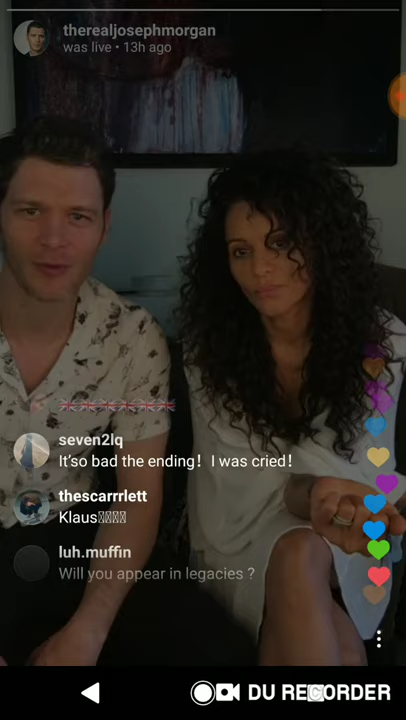 therealjosephmorgan
was live • 13h ago
seven2lq
It'so bad the ending！ I was cried！
thescarrrlett
Klaus
luh.muffin
Will you appear in legacies ?
DU RECORDER